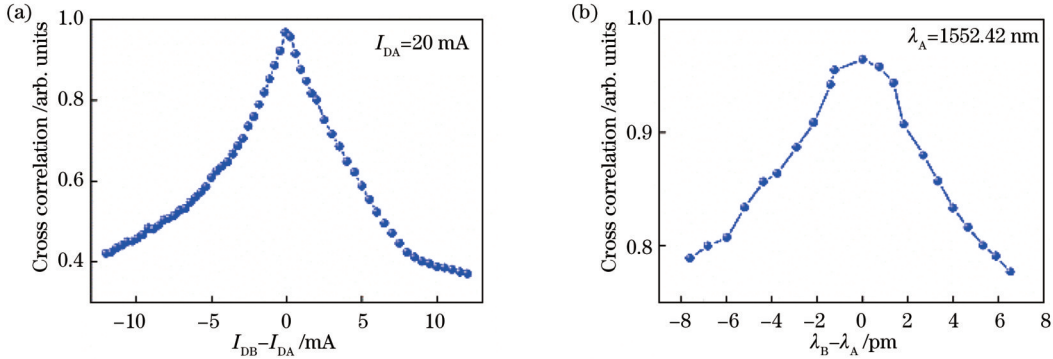 (a)
1.0
0.8
0.6
0.4
Cross correlation /arb. units
I_DA=20 mA
−10
−5
0
5
10
I_DB−I_DA /mA
(b)
1.0
0.9
0.8
Cross correlation /arb. units
λ_A=1552.42 nm
−8
−6
−4
−2
0
2
4
6
8
λ_B−λ_A /pm